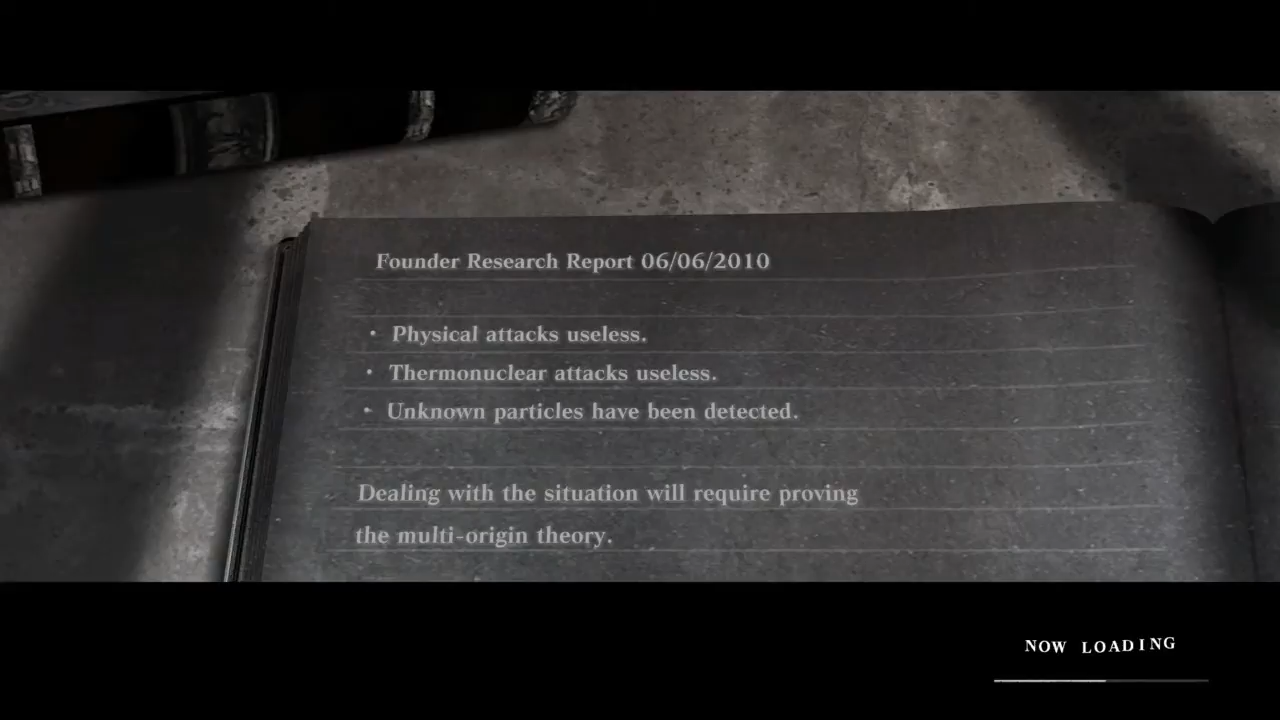 Founder Research Report 06/06/2010
・ Physical attacks useless.
・ Thermonuclear attacks useless.
・ Unknown particles have been detected.
Dealing with the situation will require proving
the multi-origin theory.
NOW LOADING